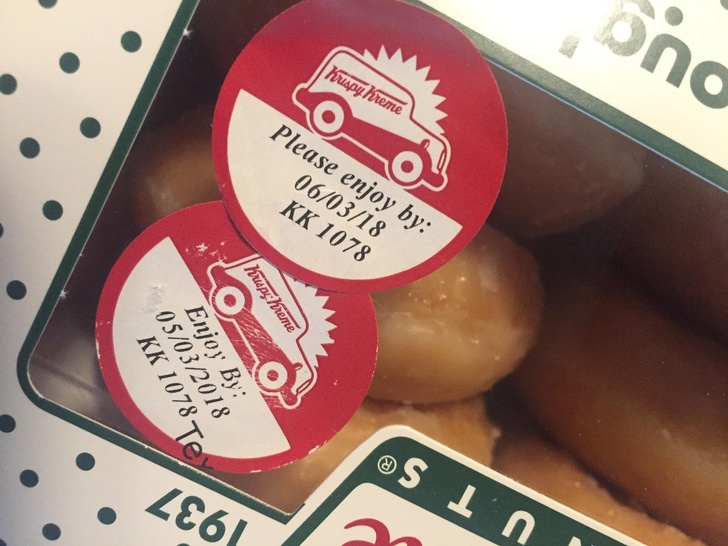 Krispy Kreme
Please enjoy by:
06/03/18
KK 1078
Krispy Kreme
Enjoy By:
05/03/2018
KK 1078
1937
NUTS®